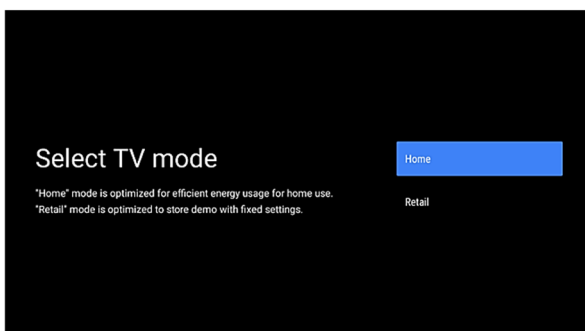 Select TV mode
"Home" mode is optimized for efficient energy usage for home use.
"Retail" mode is optimized to store demo with fixed settings.
Home
Retail